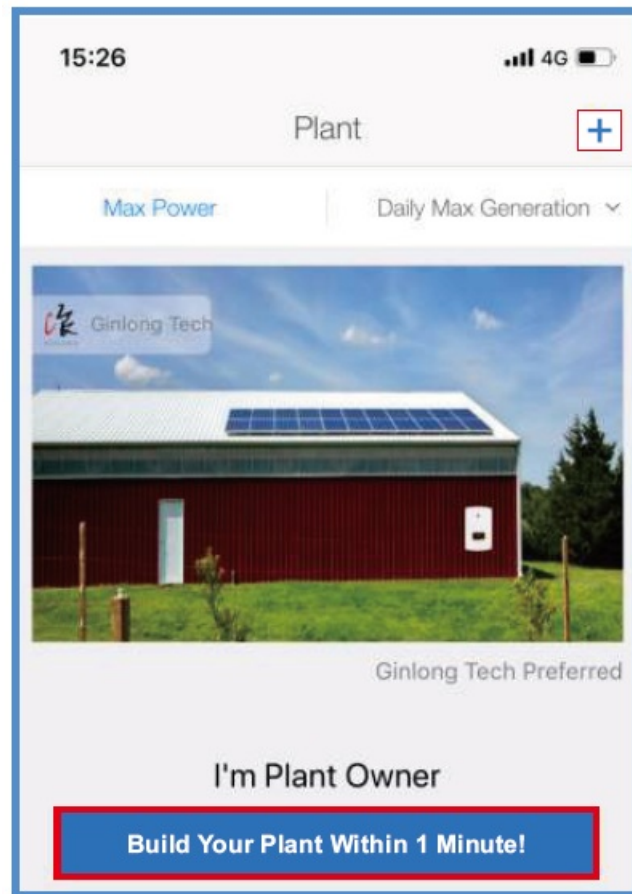 15:26
4G
Plant
+
Max Power
Daily Max Generation
Ginlong Tech
Ginlong Tech Preferred
I'm Plant Owner
Build Your Plant Within 1 Minute!